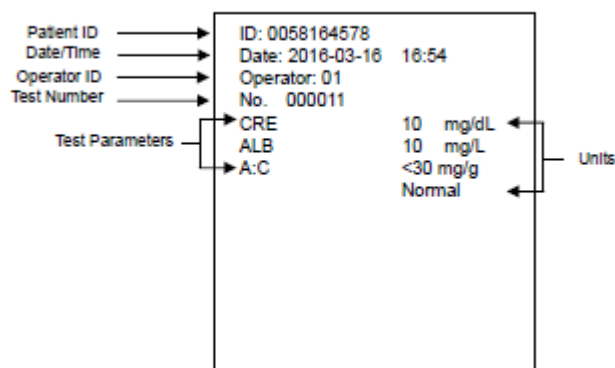 Patient ID
Date/Time
Operator ID
Test Number
Test Parameters
ID: 0058164578
Date: 2016-03-16 16:54
Operator: 01
No. 000011
CRE 10 mg/dL
ALB 10 mg/L
A:C <30 mg/g
Normal
Units